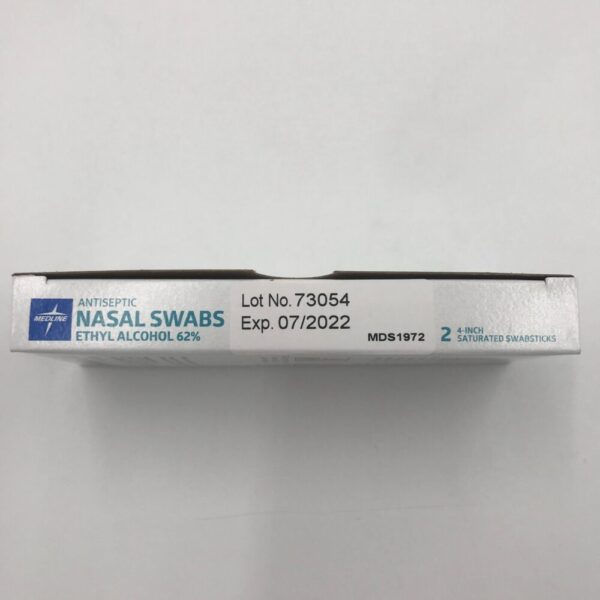 MEDLINE
ANTISEPTIC
NASAL SWABS
ETHYL ALCOHOL 62%
Lot No. 73054
Exp. 07/2022
MDS1972
2 4-INCH
SATURATED SWABSTICKS